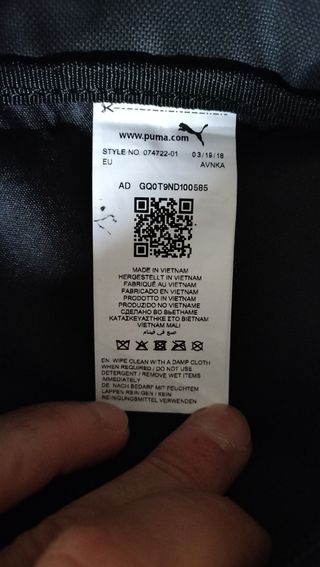 www.puma.com
STYLE NO. 074722-01 03/19/18
EU AVNKA
AD GQ0T9ND100585
MADE IN VIETNAM
HERGESTELLT IN VIETNAM
FABRIQUÉ AU VIETNAM
FABRICADO EN VIETNAM
PRODOTTO IN VIETNAM
PRODUZIDO NO VIETNAME
СДЕЛАНО ВО ВЬЕТНАМЕ
ΚΑΤΑΣΚΕΥΑΣΤΗΚΕ ΣΤΟ ΒΙΕΤΝΑΜ
VIETNAM MALI
صنع في فيتنام
EN: WIPE CLEAN WITH A DAMP CLOTH
WHEN REQUIRED / DO NOT USE
DETERGENT / REMOVE WET ITEMS
IMMEDIATELY
DE: NACH BEDARF MIT FEUCHTEM
LAPPEN REINIGEN / KEIN
REINIGUNGSMITTEL VERWENDEN